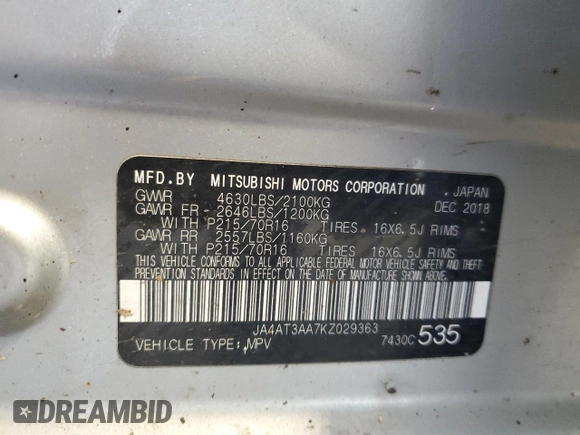 MFD. BY MITSUBISHI MOTORS CORPORATION , JAPAN
GVWR 4630LBS/2100KG DEC 2018
GAWR FR 2646LBS/1200KG
WITH P215/70R16 TIRES 16X6.5J RIMS
GAWR RR 2557LBS/1160KG
WITH P215/70R16 TIRES 16X6.5J RIMS
THIS VEHICLE CONFORMS TO ALL APPLICABLE FEDERAL MOTOR VEHICLE SAFETY AND THEFT
PREVENTION STANDARDS IN EFFECT ON THE DATE OF MANUFACTURE SHOWN ABOVE.
JA4AT3AA7KZ029363
VEHICLE TYPE: MPV 7430C 535
DREAMBID
DREAMBID.COM